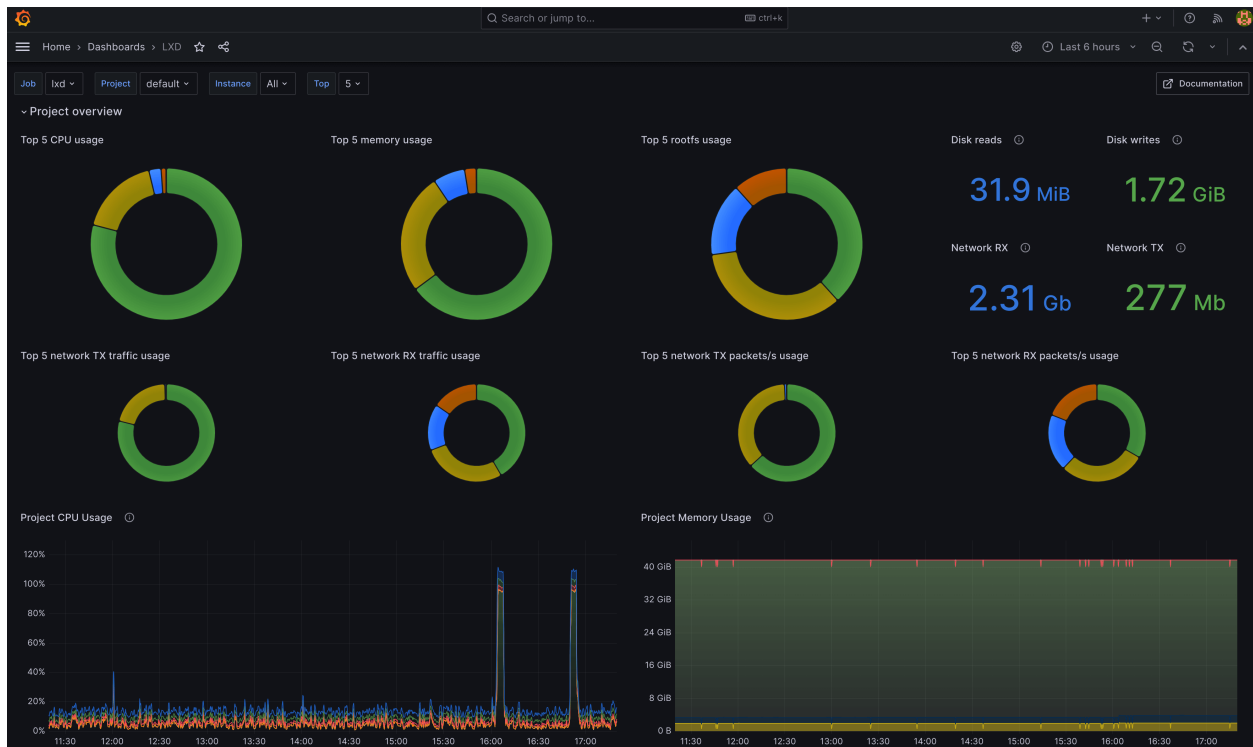 Search or jump to... ctrl+k
Home › Dashboards › LXD Last 6 hours
Job lxd Project default Instance All Top 5 Documentation
Project overview
Top 5 CPU usage Top 5 memory usage Top 5 rootfs usage Disk reads Disk writes
31.9 MiB 1.72 GiB
Network RX Network TX
2.31 Gb 277 Mb
Top 5 network TX traffic usage Top 5 network RX traffic usage Top 5 network TX packets/s usage Top 5 network RX packets/s usage
Project CPU Usage Project Memory Usage
120%
100%
80%
60%
40%
20%
0%
11:30 12:00 12:30 13:00 13:30 14:00 14:30 15:00 15:30 16:00 16:30 17:00
40 GiB
32 GiB
24 GiB
16 GiB
8 GiB
0 B
11:30 12:00 12:30 13:00 13:30 14:00 14:30 15:00 15:30 16:00 16:30 17:00